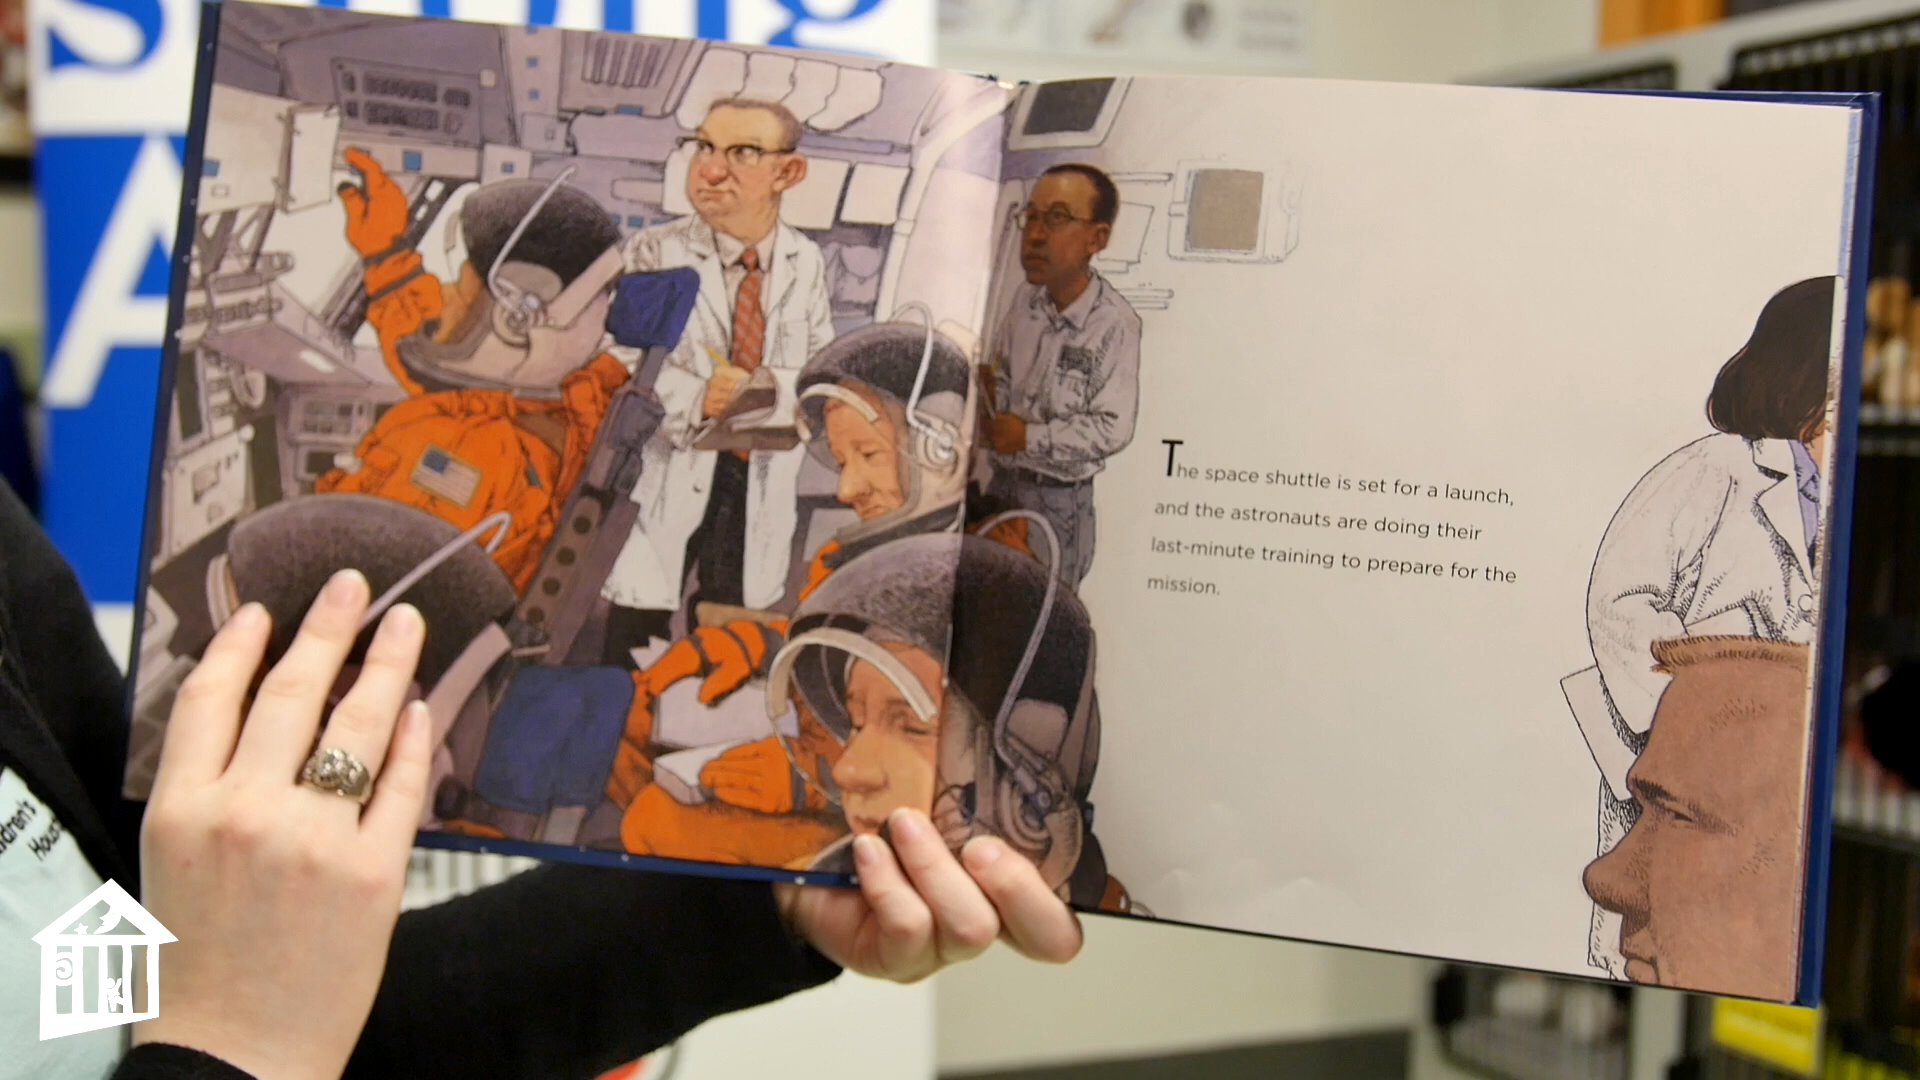 The space shuttle is set for a launch,
and the astronauts are doing their
last-minute training to prepare for the
mission.